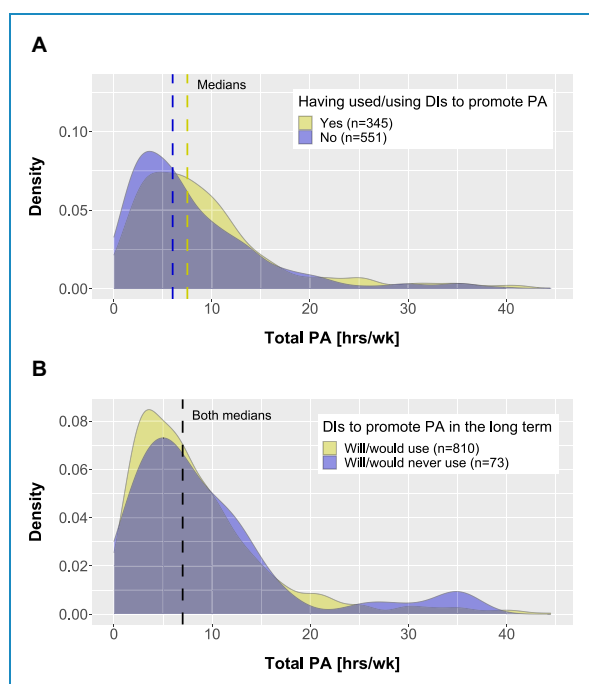 A
Medians
Having used/using DIs to promote PA
Yes (n=345)
No (n=551)
0.10
0.05
0.00
Density
0
10
20
30
40
Total PA [hrs/wk]
B
Both medians
DIs to promote PA in the long term
Will/would use (n=810)
Will/would never use (n=73)
0.08
0.06
0.04
0.02
0.00
Density
0
10
20
30
40
Total PA [hrs/wk]